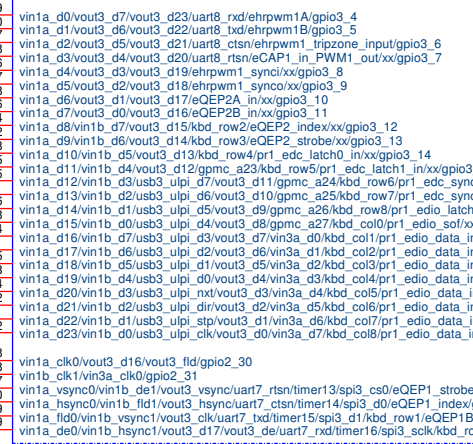 vin1a_d0/vout3_d7/vout3_d23/uart8_rxd/ehrpwm1A/gpio3_4
vin1a_d1/vout3_d6/vout3_d22/uart8_txd/ehrpwm1B/gpio3_5
vin1a_d2/vout3_d5/vout3_d21/uart8_ctsn/ehrpwm1_tripzone_input/gpio3_6
vin1a_d3/vout3_d4/vout3_d20/uart8_rtsn/eCAP1_in_PWM1_out/xx/gpio3_7
vin1a_d4/vout3_d3/vout3_d19/ehrpwm1_synci/xx/gpio3_8
vin1a_d5/vout3_d2/vout3_d18/ehrpwm1_synco/xx/gpio3_9
vin1a_d6/vout3_d1/vout3_d17/eQEP2A_in/xx/gpio3_10
vin1a_d7/vout3_d0/vout3_d16/eQEP2B_in/xx/gpio3_11
vin1a_d8/vin1b_d7/vout3_d15/kbd_row2/eQEP2_index/xx/gpio3_12
vin1a_d9/vin1b_d6/vout3_d14/kbd_row3/eQEP2_strobe/xx/gpio3_13
vin1a_d10/vin1b_d5/vout3_d13/kbd_row4/pr1_edc_latch0_in/xx/gpio3_14
vin1a_d11/vin1b_d4/vout3_d12/gpmc_a23/kbd_row5/pr1_edc_latch1_in/xx/gpio3
vin1a_d12/vin1b_d3/usb3_ulpi_d7/vout3_d11/gpmc_a24/kbd_row6/pr1_edc_sync
vin1a_d13/vin1b_d2/usb3_ulpi_d6/vout3_d10/gpmc_a25/kbd_row7/pr1_edc_sync
vin1a_d14/vin1b_d1/usb3_ulpi_d5/vout3_d9/gpmc_a26/kbd_row8/pr1_edio_latch
vin1a_d15/vin1b_d0/usb3_ulpi_d4/vout3_d8/gpmc_a27/kbd_col0/pr1_edio_sof/xx
vin1a_d16/vin1b_d7/usb3_ulpi_d3/vout3_d7/vin3a_d0/kbd_col1/pr1_edio_data_i
vin1a_d17/vin1b_d6/usb3_ulpi_d2/vout3_d6/vin3a_d1/kbd_col2/pr1_edio_data_i
vin1a_d18/vin1b_d5/usb3_ulpi_d1/vout3_d5/vin3a_d2/kbd_col3/pr1_edio_data_i
vin1a_d19/vin1b_d4/usb3_ulpi_d0/vout3_d4/vin3a_d3/kbd_col4/pr1_edio_data_i
vin1a_d20/vin1b_d3/usb3_ulpi_nxt/vout3_d3/vin3a_d4/kbd_col5/pr1_edio_data_i
vin1a_d21/vin1b_d2/usb3_ulpi_dir/vout3_d2/vin3a_d5/kbd_col6/pr1_edio_data_i
vin1a_d22/vin1b_d1/usb3_ulpi_stp/vout3_d1/vin3a_d6/kbd_col7/pr1_edio_data_i
vin1a_d23/vin1b_d0/usb3_ulpi_clk/vout3_d0/vin3a_d7/kbd_col8/pr1_edio_data_i
vin1a_clk0/vout3_d16/vout3_fld/gpio2_30
vin1b_clk1/vin3a_clk0/gpio2_31
vin1a_vsync0/vin1b_de1/vout3_vsync/uart7_rtsn/timer13/spi3_cs0/eQEP1_strobe
vin1a_hsync0/vin1b_fld1/vout3_hsync/uart7_ctsn/timer14/spi3_d0/eQEP1_index/
vin1a_fld0/vin1b_vsync1/vout3_clk/uart7_txd/timer15/spi3_d1/kbd_row1/eQEP1B
vin1a_de0/vin1b_hsync1/vout3_d17/vout3_de/uart7_rxd/timer16/spi3_sclk/kbd_r